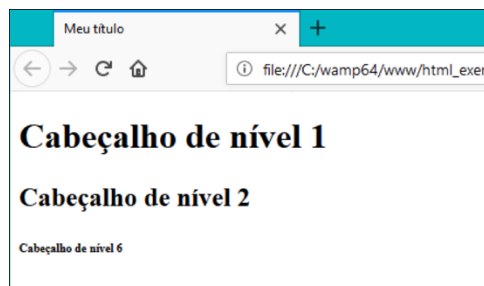 Meu título
file:///C:/wamp64/www/html_exer
Cabeçalho de nível 1
Cabeçalho de nível 2
Cabeçalho de nível 6